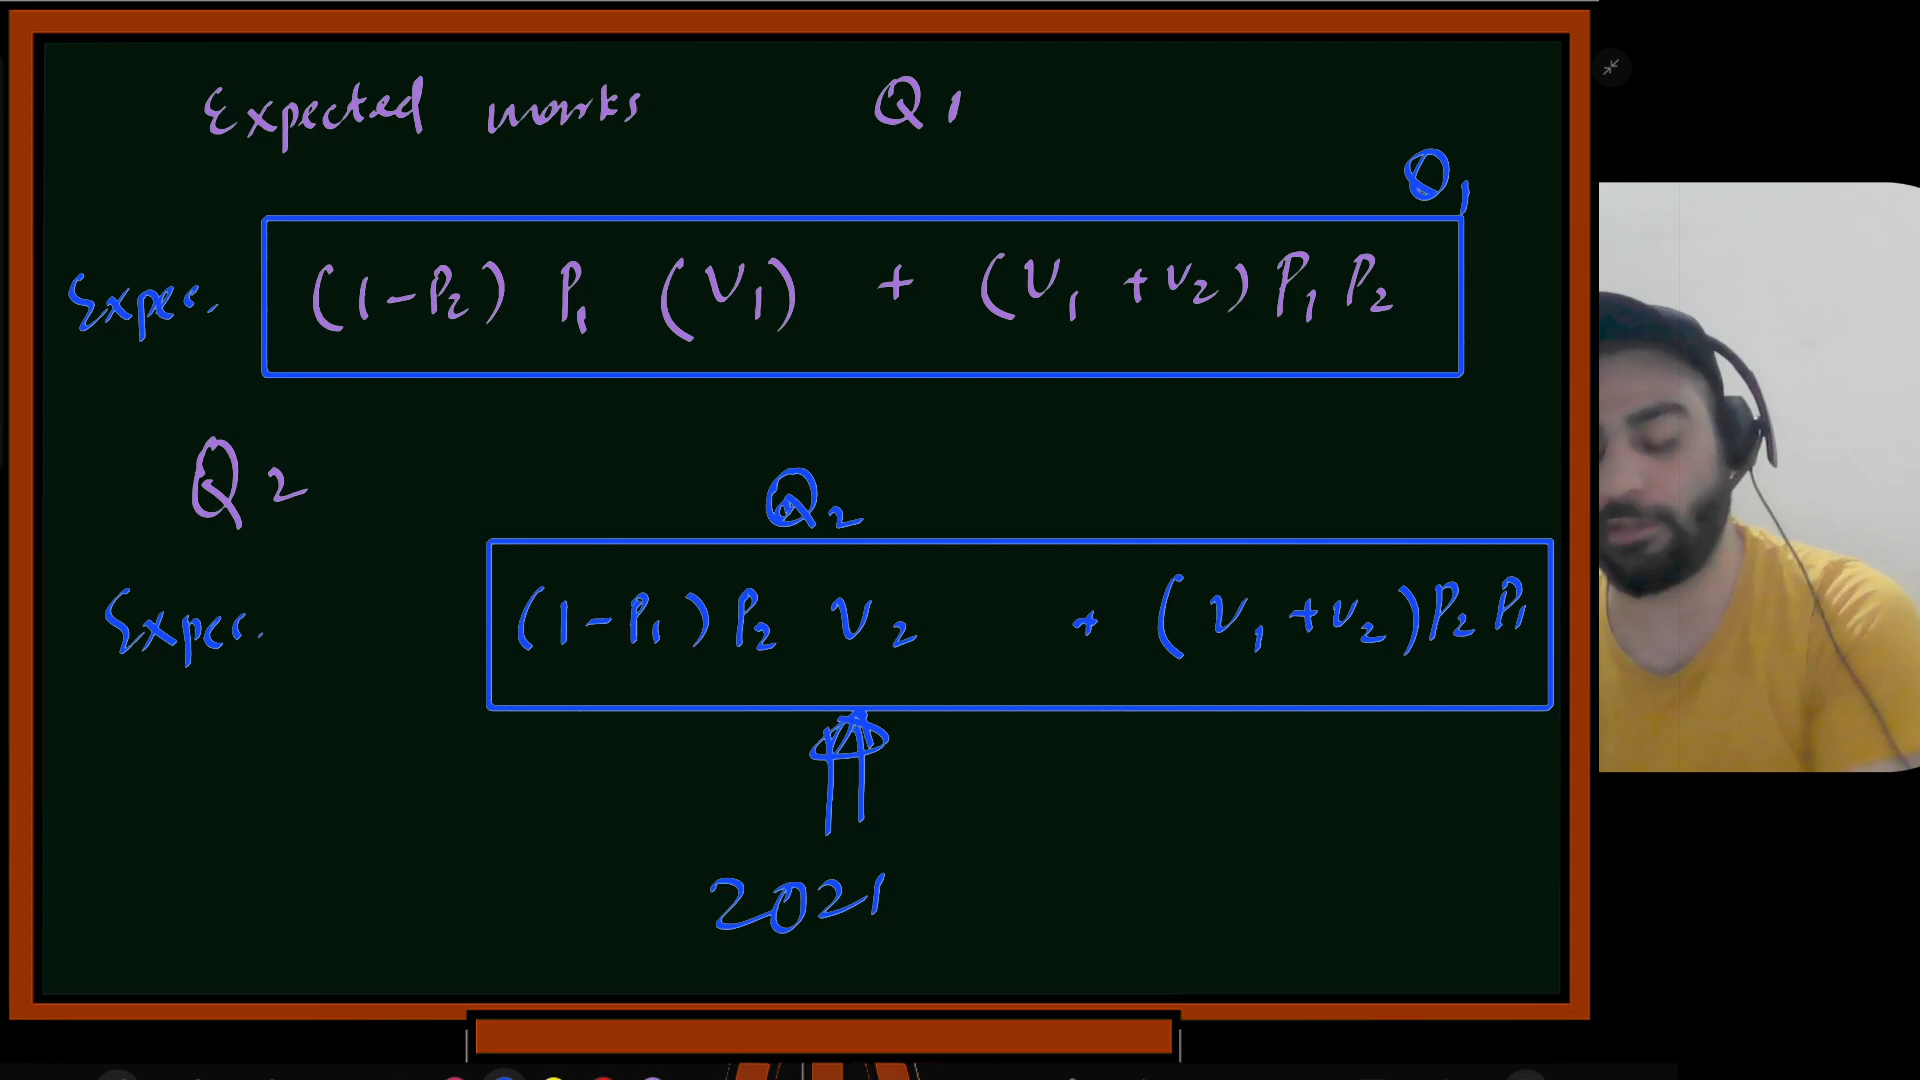 Expected marks Q1
Q1
Expec. (1-P2) P1 (V1) + (V1 +V2) P1 P2
Q2
Q2
Expec. (1-P1) P2 V2 + (V1 +V2) P2 P1
2021